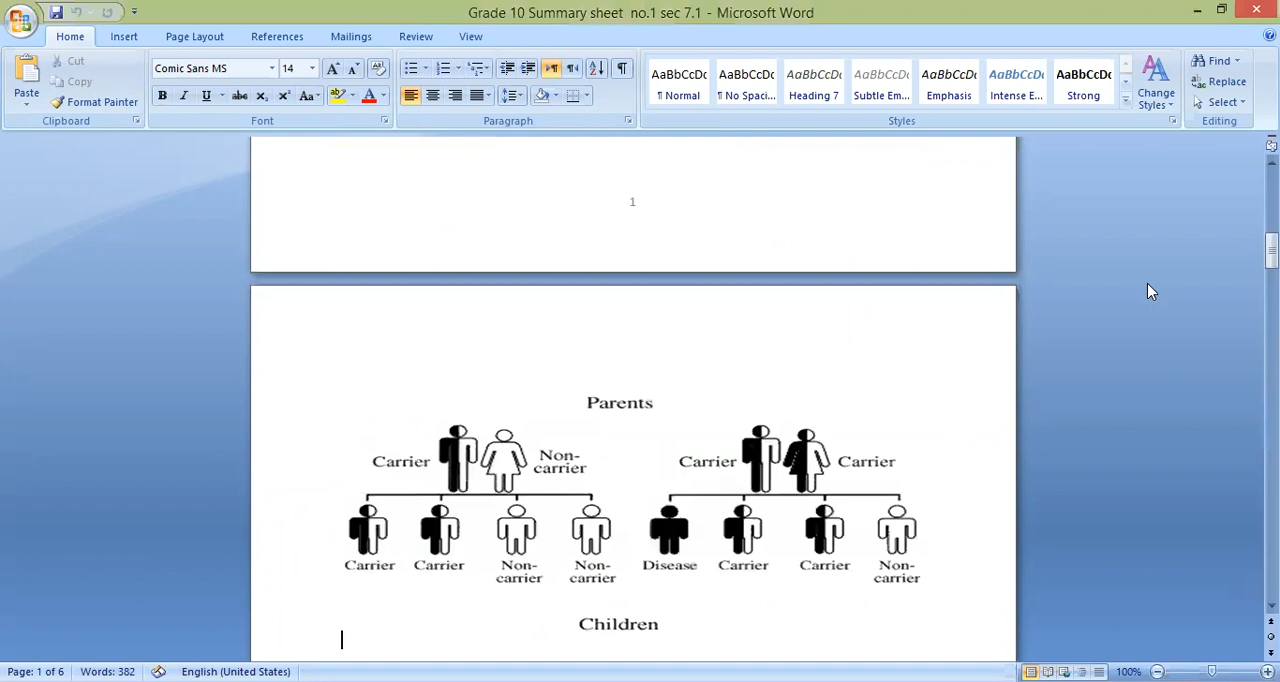 Grade 10 Summary sheet  no.1 sec 7.1 - Microsoft Word
Home Insert Page Layout References Mailings Review View
Paste
Cut
Copy
Format Painter
Clipboard
Comic Sans MS 14
B I U abc x₂ x² Aa
Font
Paragraph
AaBbCcDc AaBbCcDc AaBbCcDc AaBbCcDc AaBbCcDc AaBbCcDc AaBbCcDc
¶ Normal ¶ No Spaci... Heading 7 Subtle Em... Emphasis Intense E... Strong
Styles
Change
Styles
Find
Replace
Select
Editing
1
Parents
Carrier Non-
carrier
Carrier Carrier
Carrier Carrier Non-
carrier Non-
carrier Disease Carrier Carrier Non-
carrier
Children
Page: 1 of 6 Words: 382 English (United States) 100%